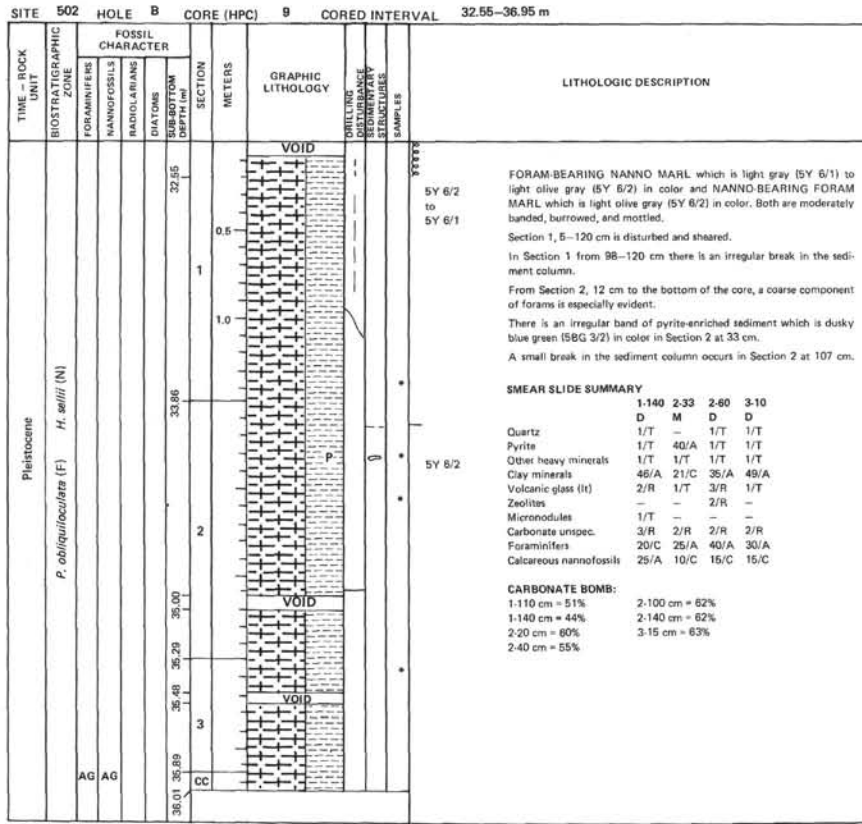 SITE 502 HOLE B CORE (HPC) 9 CORED INTERVAL 32.55–36.95 m
TIME – ROCK UNIT
BIOSTRATIGRAPHIC ZONE
FOSSIL CHARACTER
FORAMINIFERS
NANNOFOSSILS
RADIOLARIANS
DIATOMS
SUB-BOTTOM DEPTH (m)
SECTION
METERS
GRAPHIC LITHOLOGY
DRILLING DISTURBANCE
SEDIMENTARY STRUCTURES
SAMPLES
LITHOLOGIC DESCRIPTION
Pleistocene
P. obliquiloculata (F) H. sellii (N)
AG AG
32.55
33.86
35.00
35.29
35.48
35.89
36.01
1
2
3
CC
0.5
1.0
VOID
P
VOID
VOID
5Y 6/2
to
5Y 6/1
5Y 6/2
FORAM-BEARING NANNO MARL which is light gray (5Y 6/1) to
light olive gray (5Y 6/2) in color and NANNO-BEARING FORAM
MARL which is light olive gray (5Y 6/2) in color. Both are moderately
banded, burrowed, and mottled.
Section 1, 5–120 cm is disturbed and sheared.
In Section 1 from 98–120 cm there is an irregular break in the sedi-
ment column.
From Section 2, 12 cm to the bottom of the core, a coarse component
of forams is especially evident.
There is an irregular band of pyrite-enriched sediment which is dusky
blue green (5BG 3/2) in color in Section 2 at 33 cm.
A small break in the sediment column occurs in Section 2 at 107 cm.
SMEAR SLIDE SUMMARY
1-140 2-33 2-60 3-10
D M D D
Quartz 1/T – 1/T 1/T
Pyrite 1/T 40/A 1/T 1/T
Other heavy minerals 1/T 1/T 1/T 1/T
Clay minerals 46/A 21/C 35/A 49/A
Volcanic glass (lt) 2/R 1/T 3/R 1/T
Zeolites – – 2/R –
Micronodules 1/T – – –
Carbonate unspec. 3/R 2/R 2/R 2/R
Foraminifers 20/C 25/A 40/A 30/A
Calcareous nannofossils 25/A 10/C 15/C 15/C
CARBONATE BOMB:
1-110 cm = 51% 2-100 cm = 62%
1-140 cm = 44% 2-140 cm = 62%
2-20 cm = 60% 3-15 cm = 63%
2-40 cm = 55%